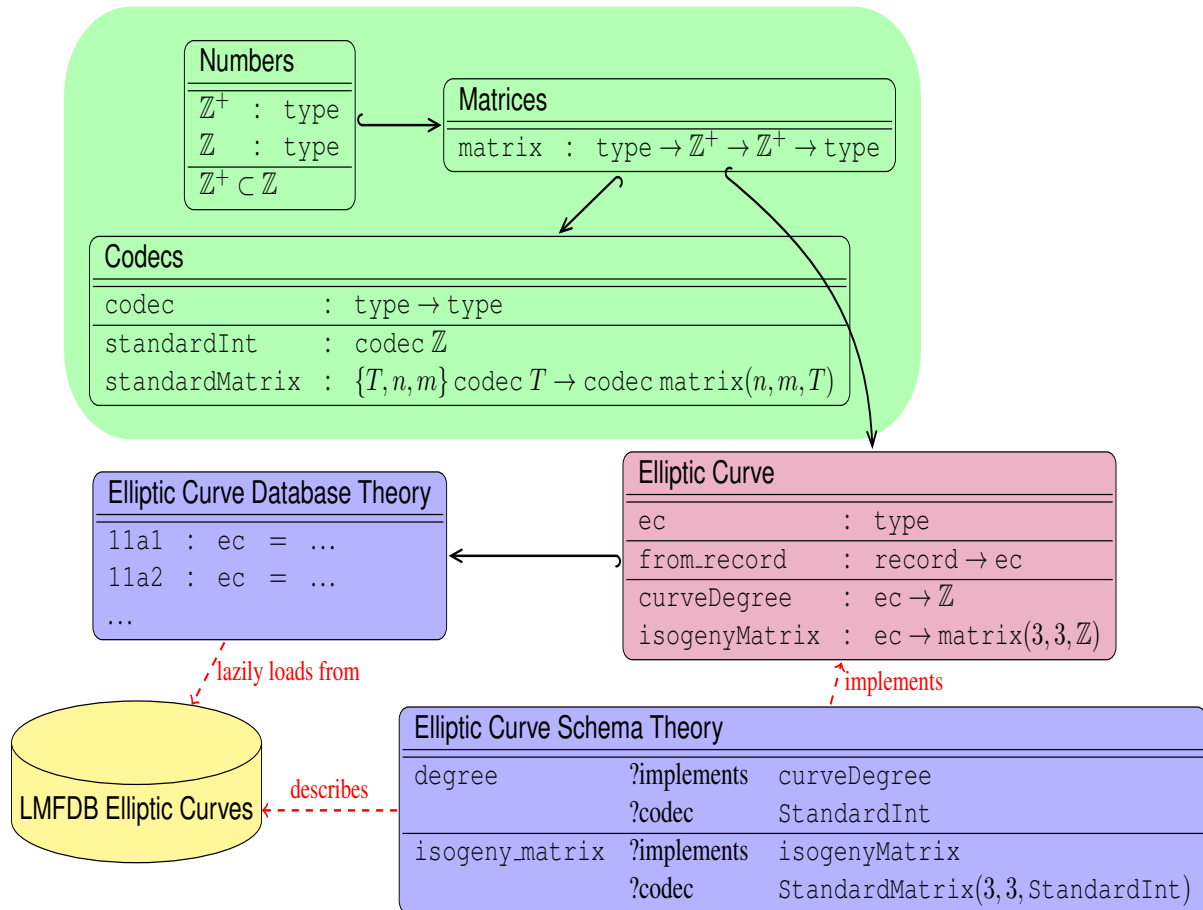 Numbers
ℤ⁺ : type
ℤ : type
ℤ⁺ ⊂ ℤ
Matrices
matrix : type → ℤ⁺ → ℤ⁺ → type
Codecs
codec : type → type
standardInt : codec ℤ
standardMatrix : {T, n, m} codec T → codec matrix(n, m, T)
Elliptic Curve Database Theory
11a1 : ec = ...
11a2 : ec = ...
...
Elliptic Curve
ec : type
from_record : record → ec
curveDegree : ec → ℤ
isogenyMatrix : ec → matrix(3, 3, ℤ)
lazily loads from
implements
LMFDB Elliptic Curves
describes
Elliptic Curve Schema Theory
degree ?implements curveDegree
?codec StandardInt
isogeny_matrix ?implements isogenyMatrix
?codec StandardMatrix(3, 3, StandardInt)